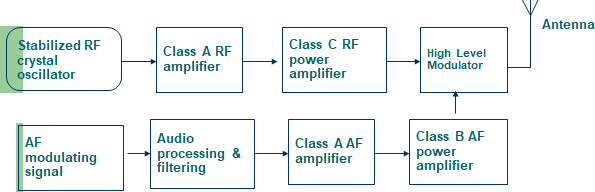 Antenna
Stabilized RF
crystal
oscillator
Class A RF
amplifier
Class C RF
power
amplifier
High Level
Modulator
AF
modulating
signal
Audio
processing &
filtering
Class A AF
amplifier
Class B AF
power
amplifier